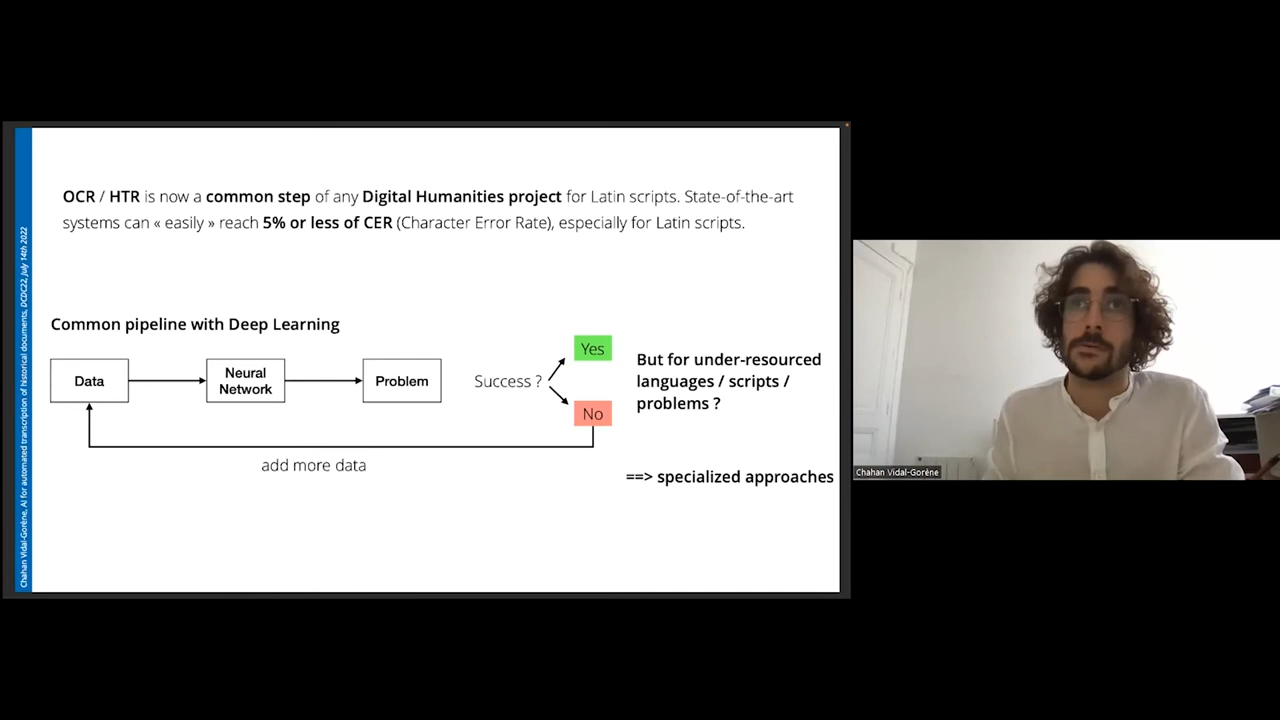 Chahan Vidal-Gorène, AI for automated transcription of historical documents, DCDC22, July 14th 2022
OCR / HTR is now a common step of any Digital Humanities project for Latin scripts. State-of-the-art
systems can « easily » reach 5% or less of CER (Character Error Rate), especially for Latin scripts.
Common pipeline with Deep Learning
Data
Neural
Network
Problem
Success ?
Yes
No
add more data
But for under-resourced
languages / scripts /
problems ?
==> specialized approaches
Chahan Vidal-Gorène